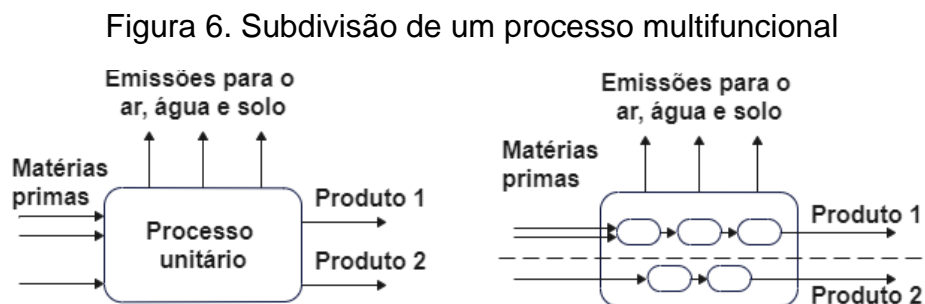 Figura 6. Subdivisão de um processo multifuncional
Emissões para o
ar, água e solo
Matérias
primas
Processo
unitário
Produto 1
Produto 2
Emissões para o
ar, água e solo
Matérias
primas
Produto 1
Produto 2